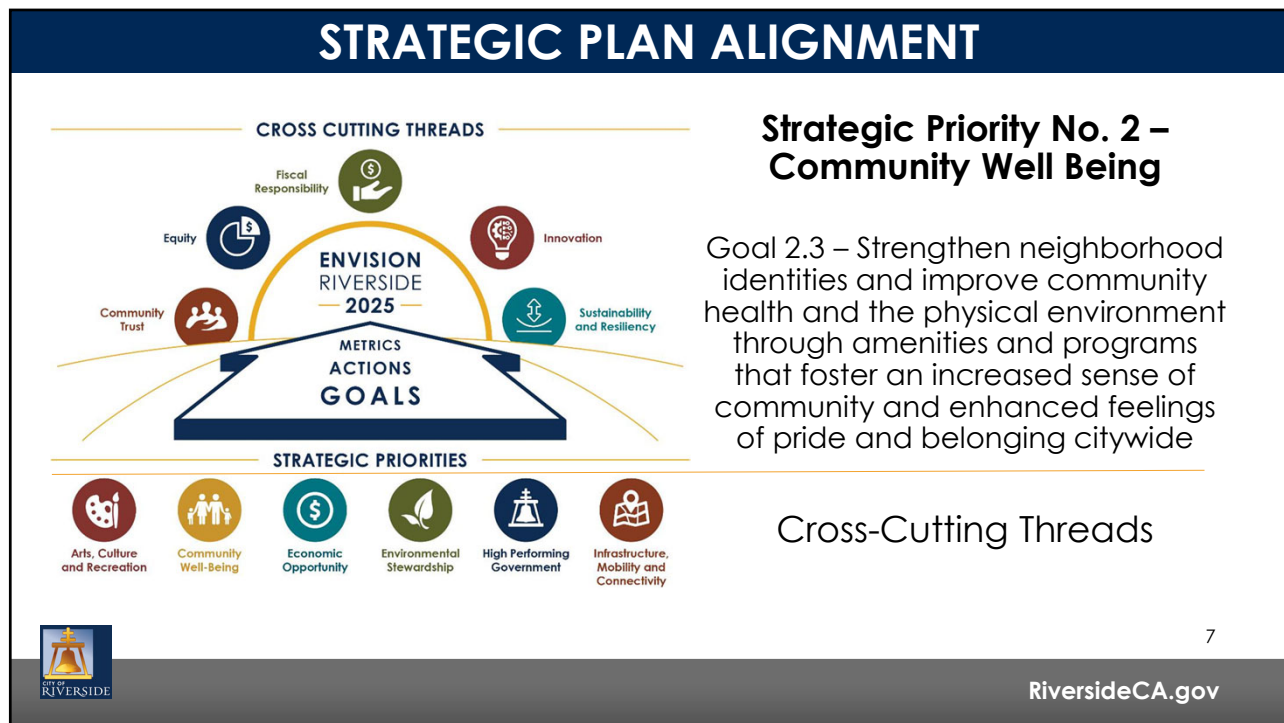 STRATEGIC PLAN ALIGNMENT
CROSS CUTTING THREADS
Fiscal
Responsibility
Equity
Innovation
Community
Trust
Sustainability
and Resiliency
ENVISION
RIVERSIDE
2025
METRICS
ACTIONS
GOALS
STRATEGIC PRIORITIES
Arts, Culture
and Recreation
Community
Well-Being
Economic
Opportunity
Environmental
Stewardship
High Performing
Government
Infrastructure,
Mobility and
Connectivity
Strategic Priority No. 2 –
Community Well Being
Goal 2.3 – Strengthen neighborhood
identities and improve community
health and the physical environment
through amenities and programs
that foster an increased sense of
community and enhanced feelings
of pride and belonging citywide
Cross-Cutting Threads
7
CITY OF
RIVERSIDE
RiversideCA.gov